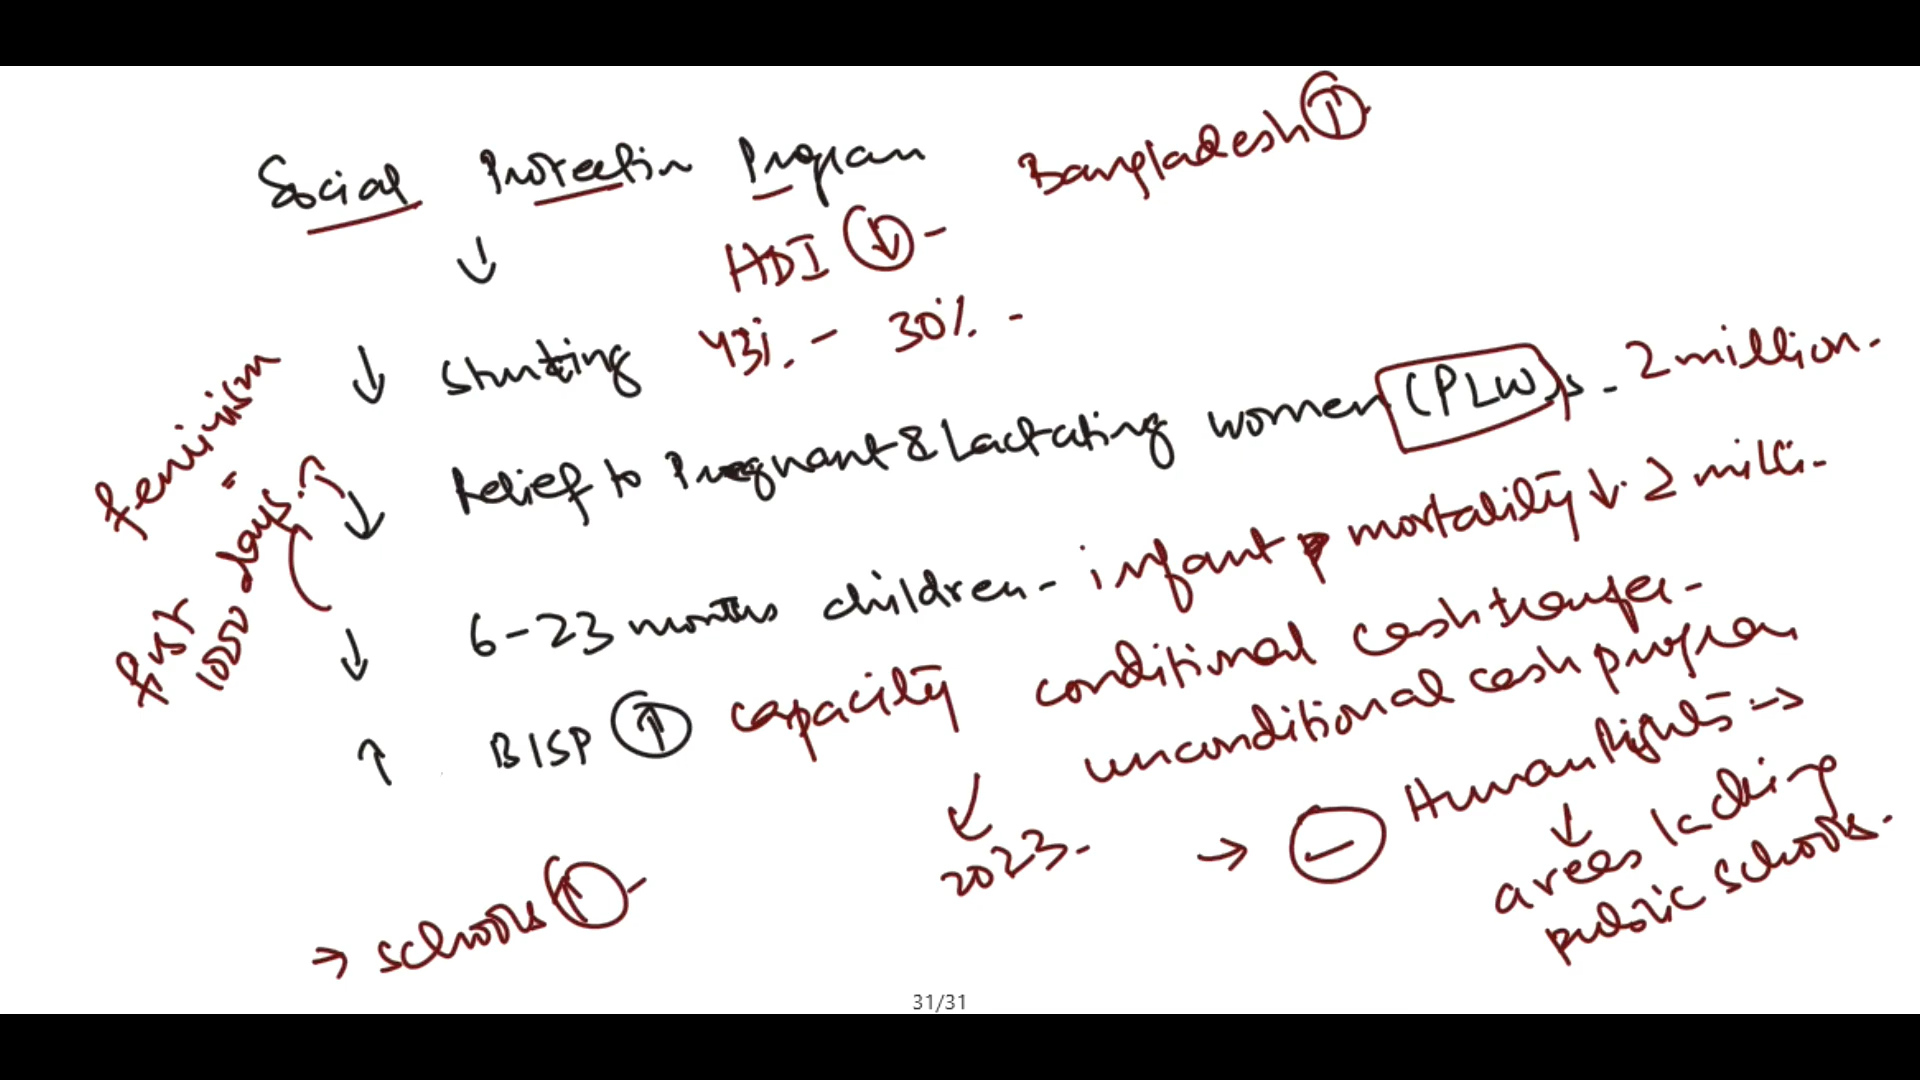 Social Protection Program Bangladesh ↑
↓ HDI ↓ -
↓ Stunting 43% - 30% -
feminism
↓ Relief to Pregnant & Lactating women (PLW)s - 2 million.
first 1000 days.
6-23 months children - infant mortality ↓. 2 milli-
↓
↑ BISP ↑ capacity conditional cash transfer -
unconditional cash program
↓ 2023. → - Human Rights →
↓ areas lacking
public schools.
→ schools ↑ -
31/31